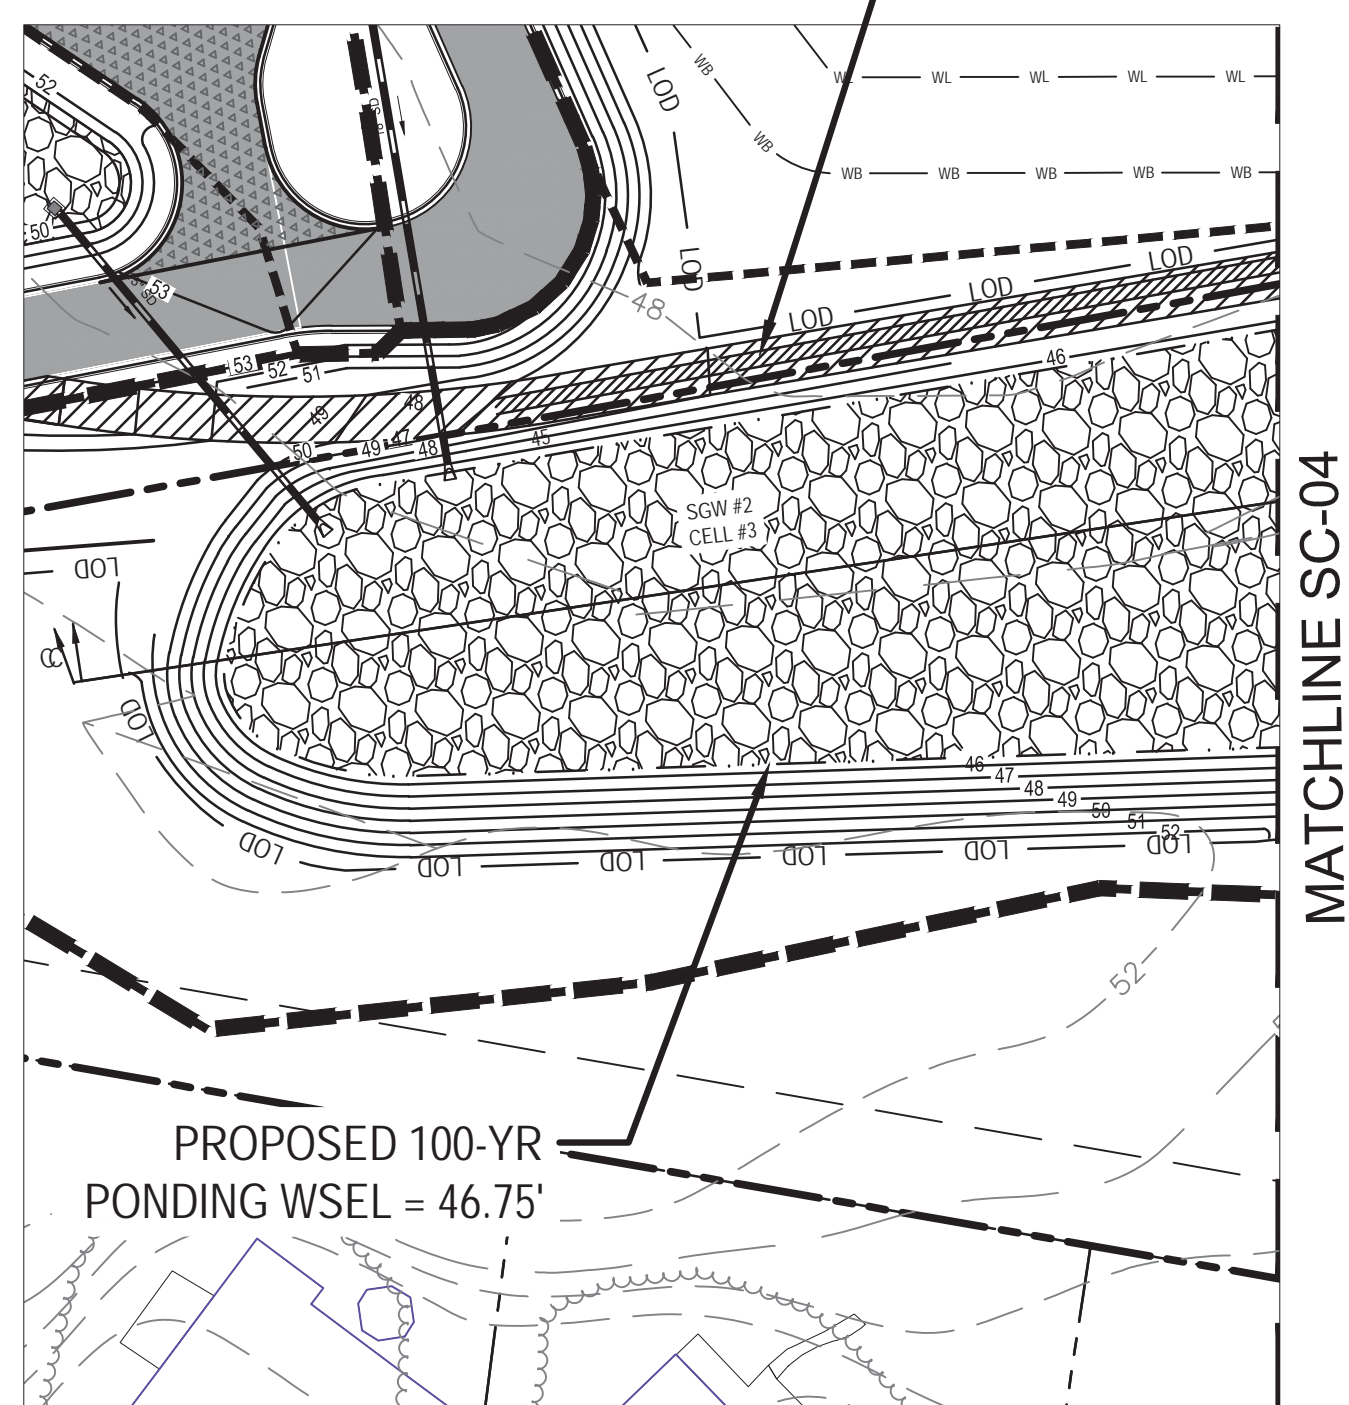 52
WB
LOD
WL WL WL WL WL
WB
WB WB WB WB WB
50
53
LOD
LOD
LOD
LOD
48
53
52
51
46
49
48
47
45
50
49
48
SGW #2
CELL #3
LOD
MATCHLINE SC-04
LOD
46
47
48
49
50
51
52
LOD
LOD
LOD
LOD
LOD
LOD
52
PROPOSED 100-YR
PONDING WSEL = 46.75'